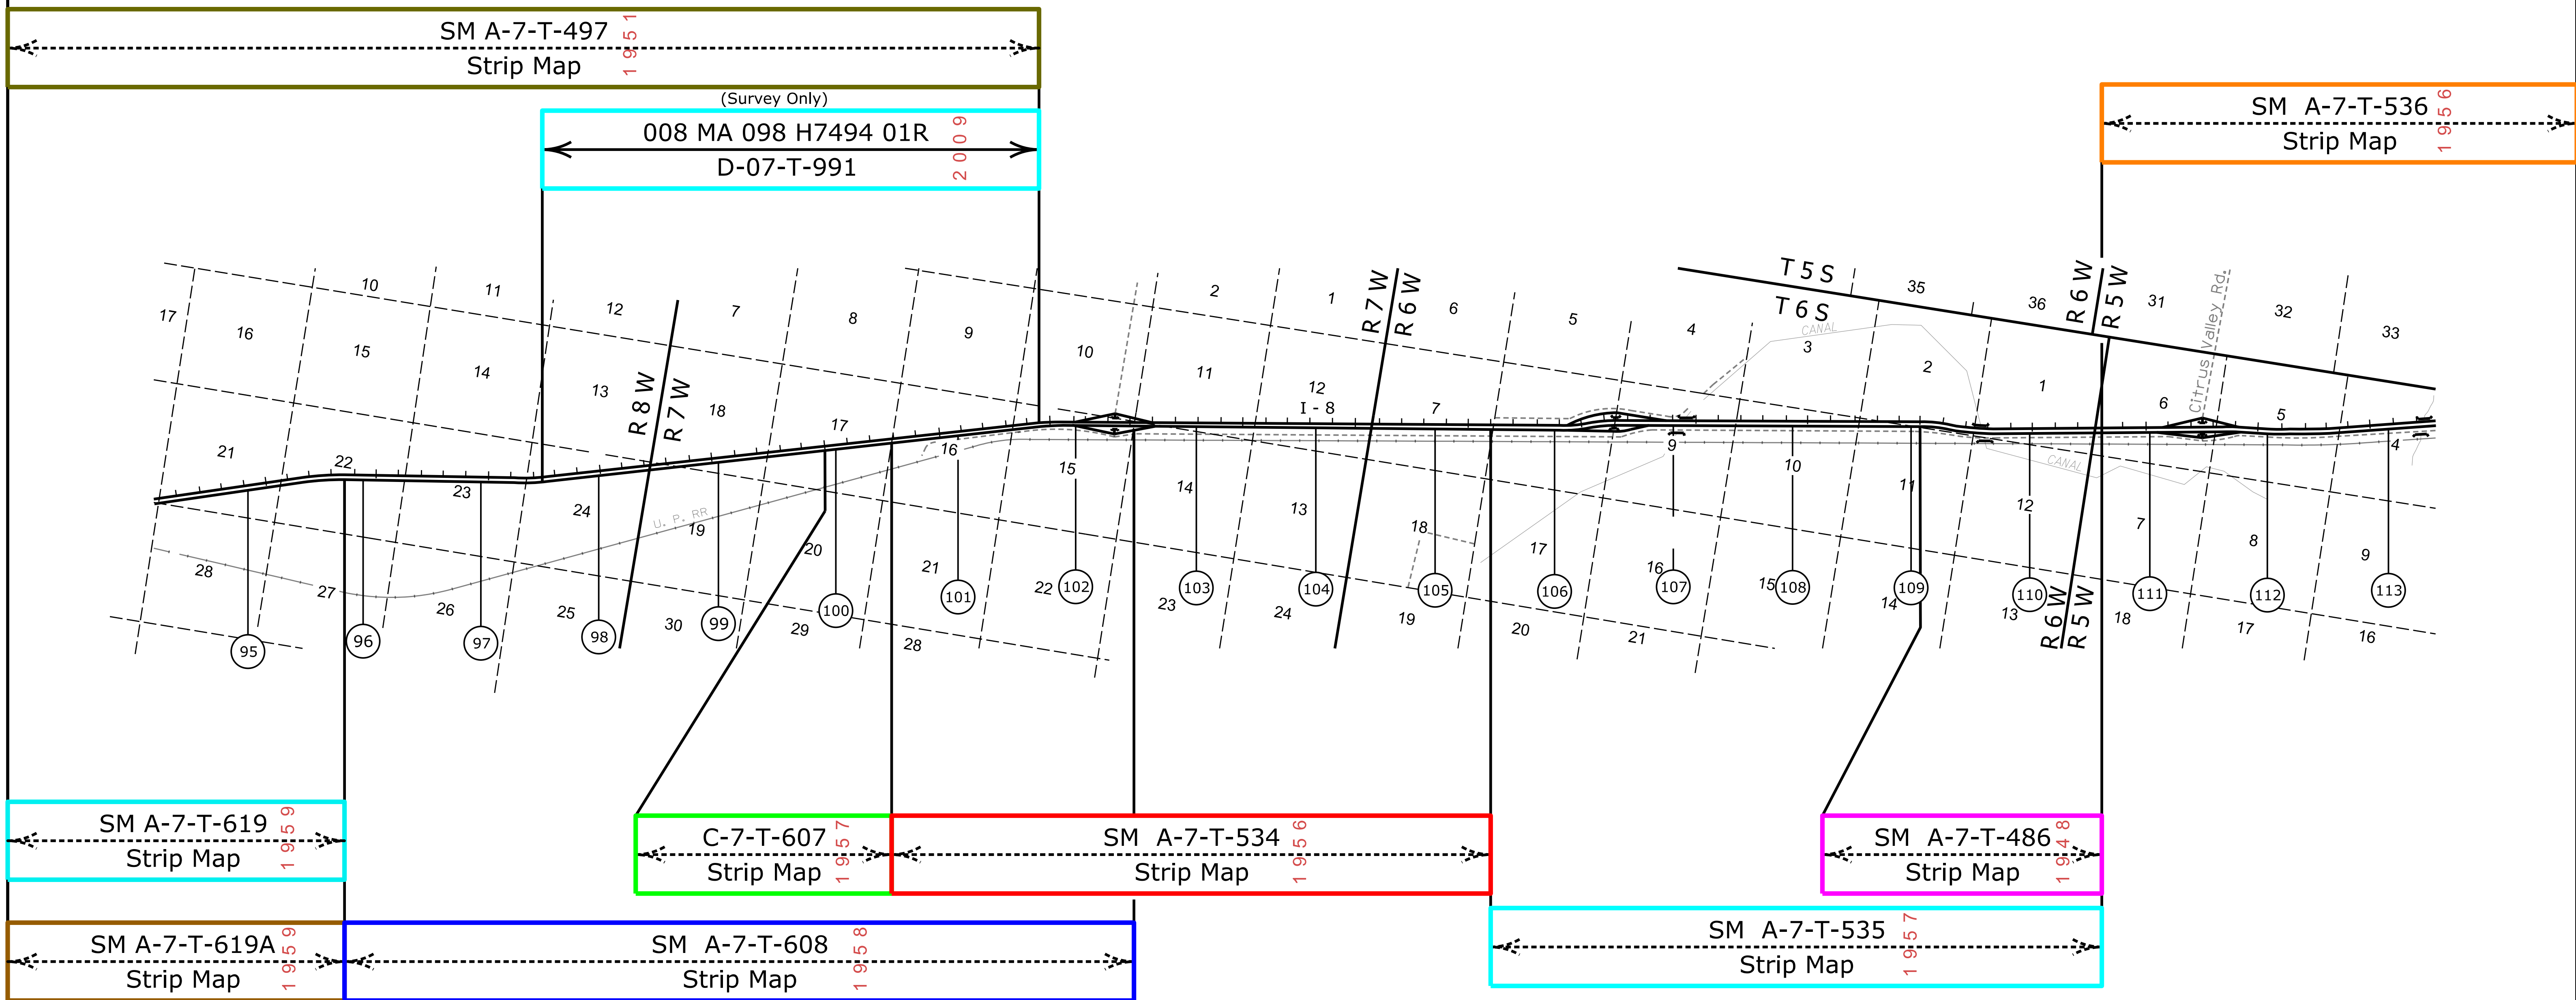 SM A-7-T-497
Strip Map
1951
(Survey Only)
008 MA 098 H7494 01R
D-07-T-991
2009
SM A-7-T-536
Strip Map
1956
T 5 S
T 6 S
R 8 W
R 7 W
R 7 W
R 6 W
R 6 W
R 5 W
10
11
12
7
8
9
2
1
6
5
4
35
36
31
32
33
17
16
15
14
13
18
17
10
11
12
7
3
2
1
6
5
4
CANAL
Citrus Valley Rd.
I - 8
21
22
23
24
19
20
16
15
14
13
18
17
9
10
11
12
7
8
9
U. P. RR
CANAL
28
27
26
25
30
29
21
28
22
23
24
19
20
16
21
15
14
13
18
17
16
R 6 W
R 5 W
95
96
97
98
99
100
101
102
103
104
105
106
107
108
109
110
111
112
113
SM A-7-T-619
Strip Map
1959
C-7-T-607
Strip Map
1957
SM A-7-T-534
Strip Map
1956
SM A-7-T-486
Strip Map
1948
SM A-7-T-619A
Strip Map
1959
SM A-7-T-608
Strip Map
1958
SM A-7-T-535
Strip Map
1957